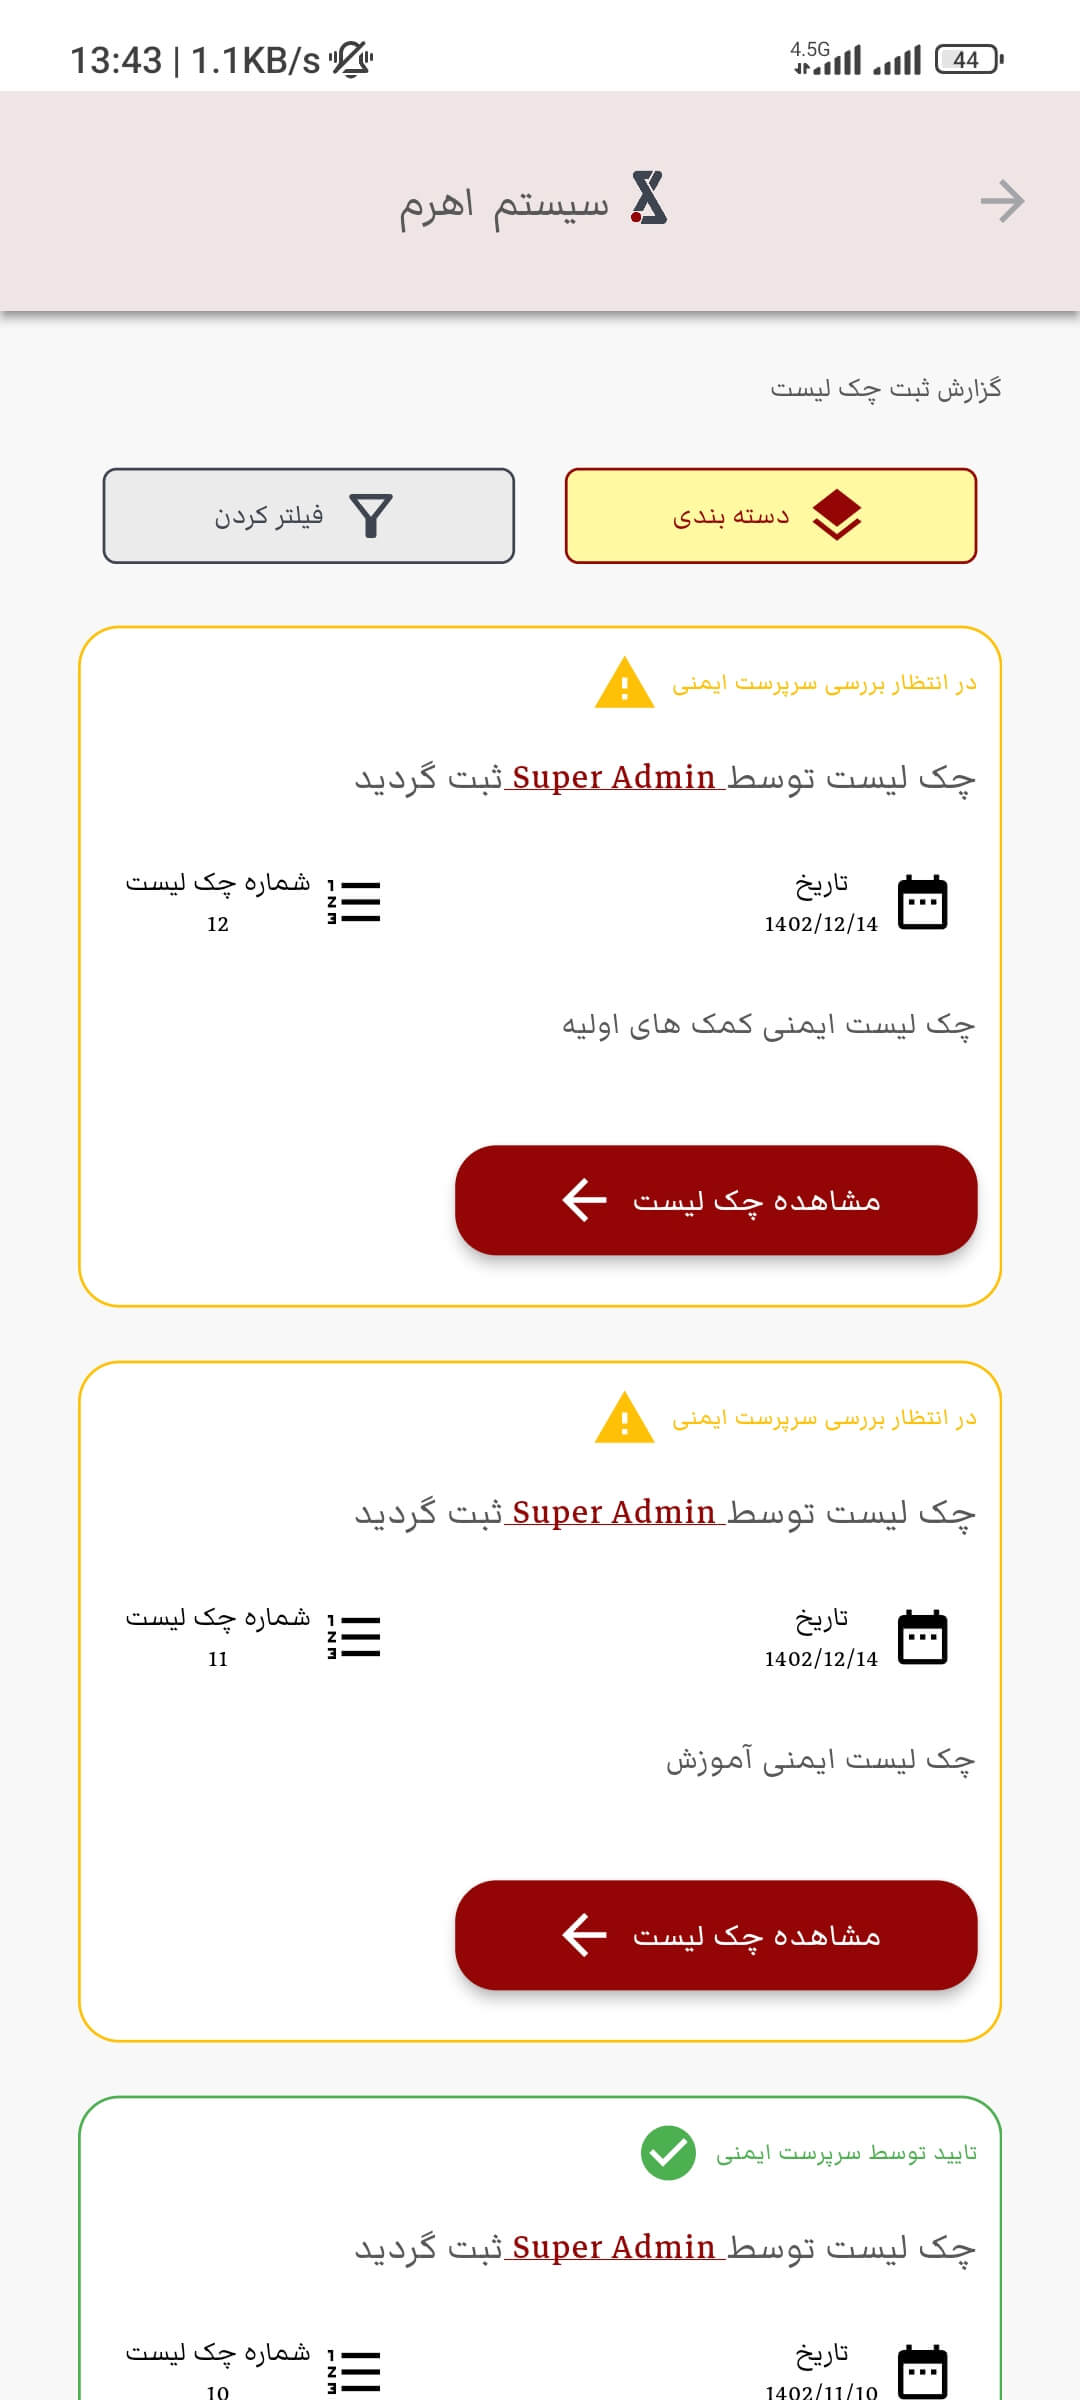 13:43 | 1.1KB/s
4.5G
44
سیستم اهرم
گزارش ثبت چک لیست
دسته بندی
فیلتر کردن
در انتظار بررسی سرپرست ایمنی
چک لیست توسط Super Admin ثبت گردید
تاریخ
1402/12/14
شماره چک لیست
12
چک لیست ایمنی کمک های اولیه
مشاهده چک لیست
در انتظار بررسی سرپرست ایمنی
چک لیست توسط Super Admin ثبت گردید
تاریخ
1402/12/14
شماره چک لیست
11
چک لیست ایمنی آموزش
مشاهده چک لیست
تایید توسط سرپرست ایمنی
چک لیست توسط Super Admin ثبت گردید
تاریخ
1402/11/10
شماره چک لیست
10